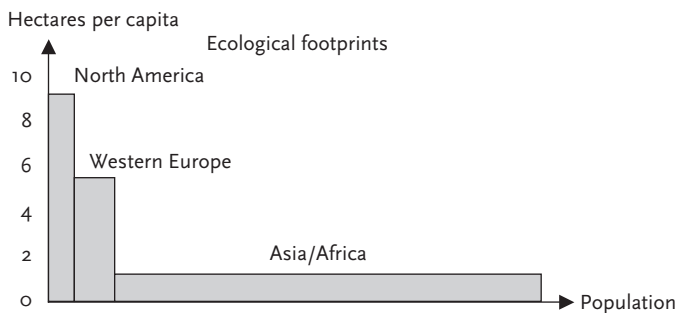 Hectares per capita
Ecological footprints
10
North America
8
6
Western Europe
4
2
Asia/Africa
0
Population